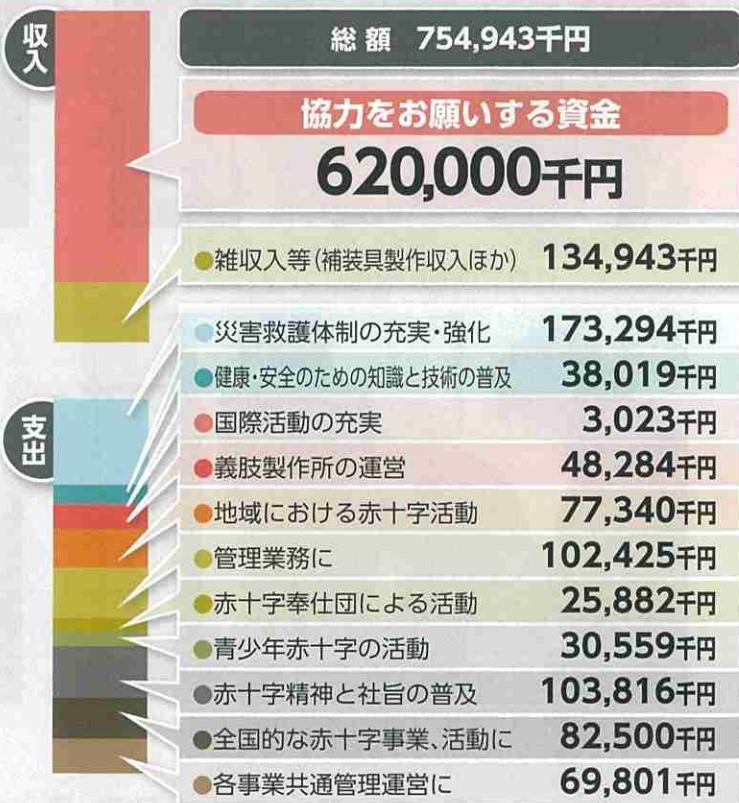 収入
総額 754,943千円
協力をお願いする資金
620,000千円
●雑収入等(補装具製作収入ほか) 134,943千円
支出
●災害救護体制の充実・強化 173,294千円
●健康・安全のための知識と技術の普及 38,019千円
●国際活動の充実 3,023千円
●義肢製作所の運営 48,284千円
●地域における赤十字活動 77,340千円
●管理業務に 102,425千円
●赤十字奉仕団による活動 25,882千円
●青少年赤十字の活動 30,559千円
●赤十字精神と社旨の普及 103,816千円
●全国的な赤十字事業、活動に 82,500千円
●各事業共通管理運営に 69,801千円